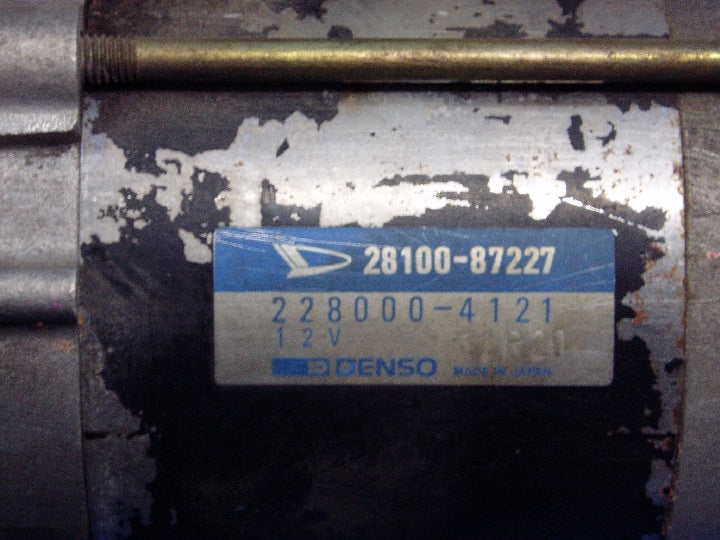 28100-87227
228000-4121
12V
DENSO MADE IN JAPAN